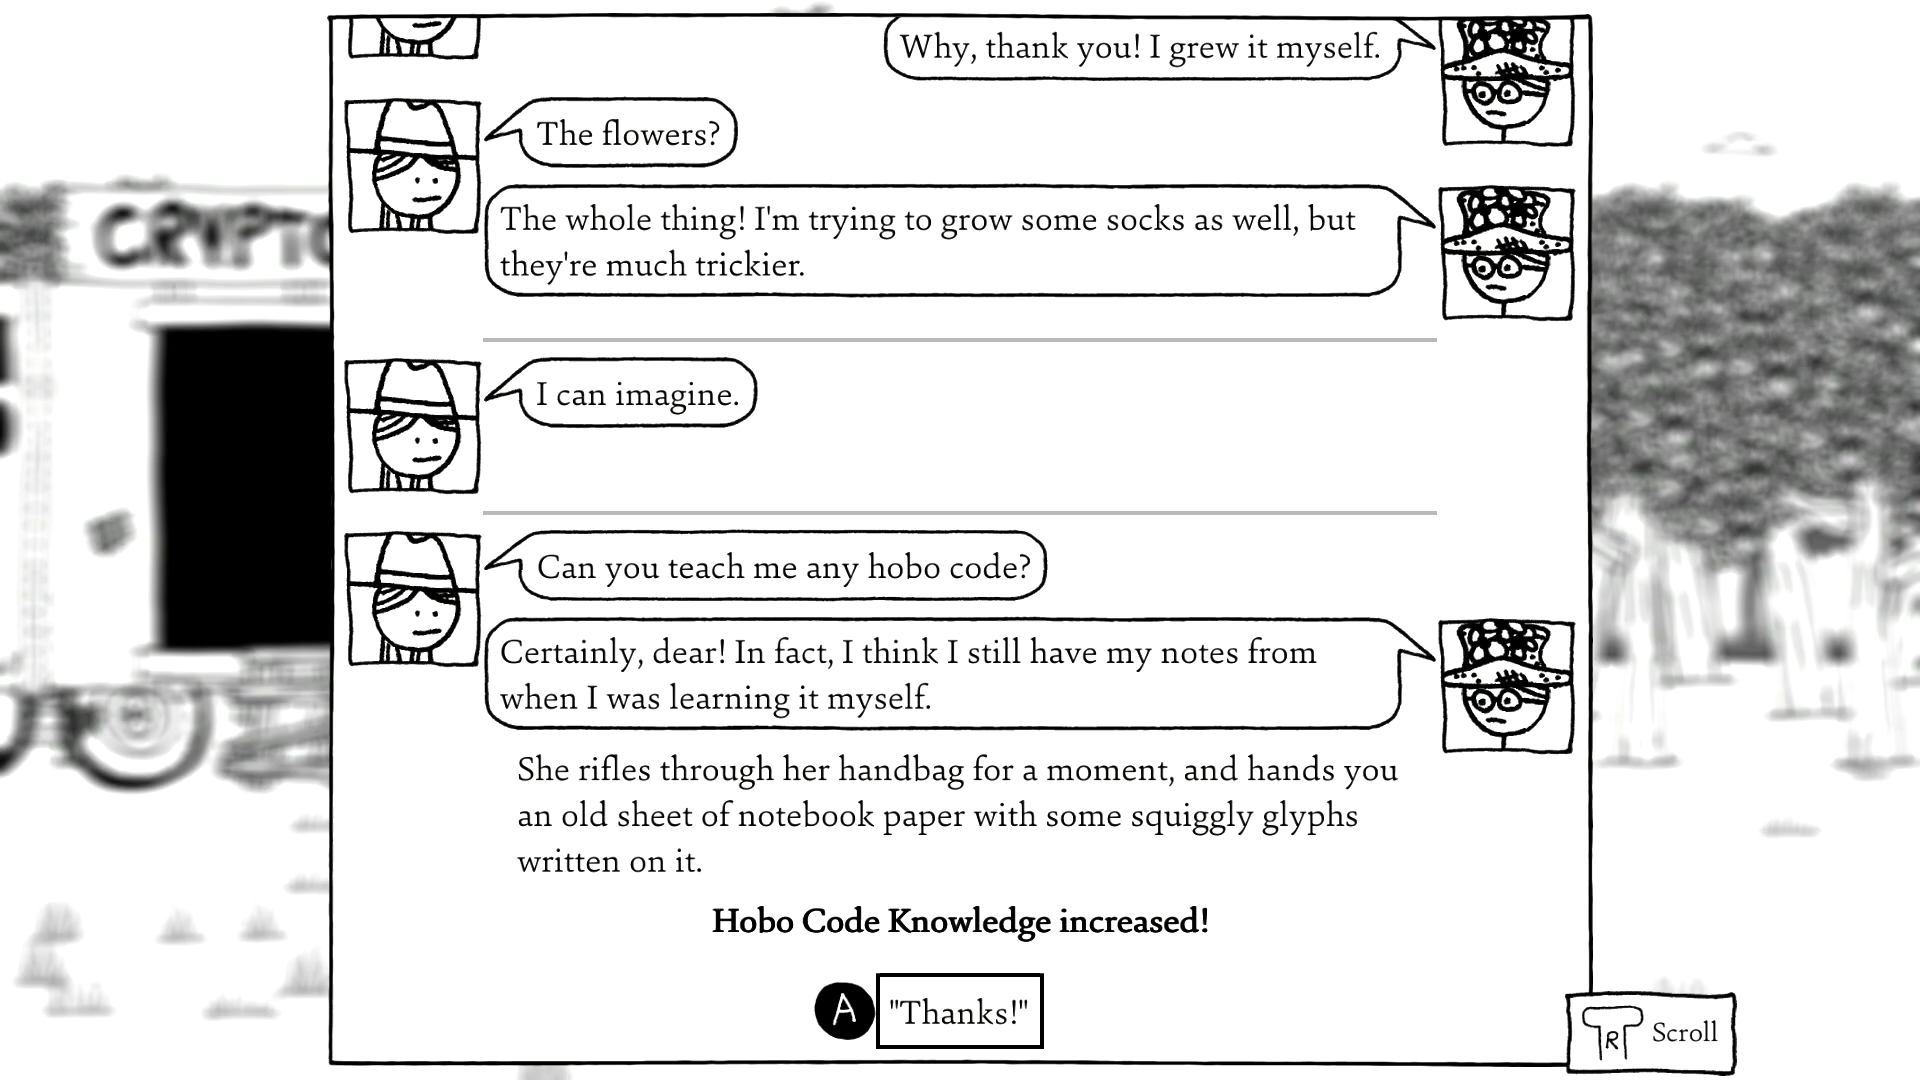 Why, thank you! I grew it myself.
The flowers?
The whole thing! I'm trying to grow some socks as well, but
they're much trickier.
I can imagine.
Can you teach me any hobo code?
Certainly, dear! In fact, I think I still have my notes from
when I was learning it myself.
She rifles through her handbag for a moment, and hands you
an old sheet of notebook paper with some squiggly glyphs
written on it.
Hobo Code Knowledge increased!
A "Thanks!"
R Scroll
CRYPTO